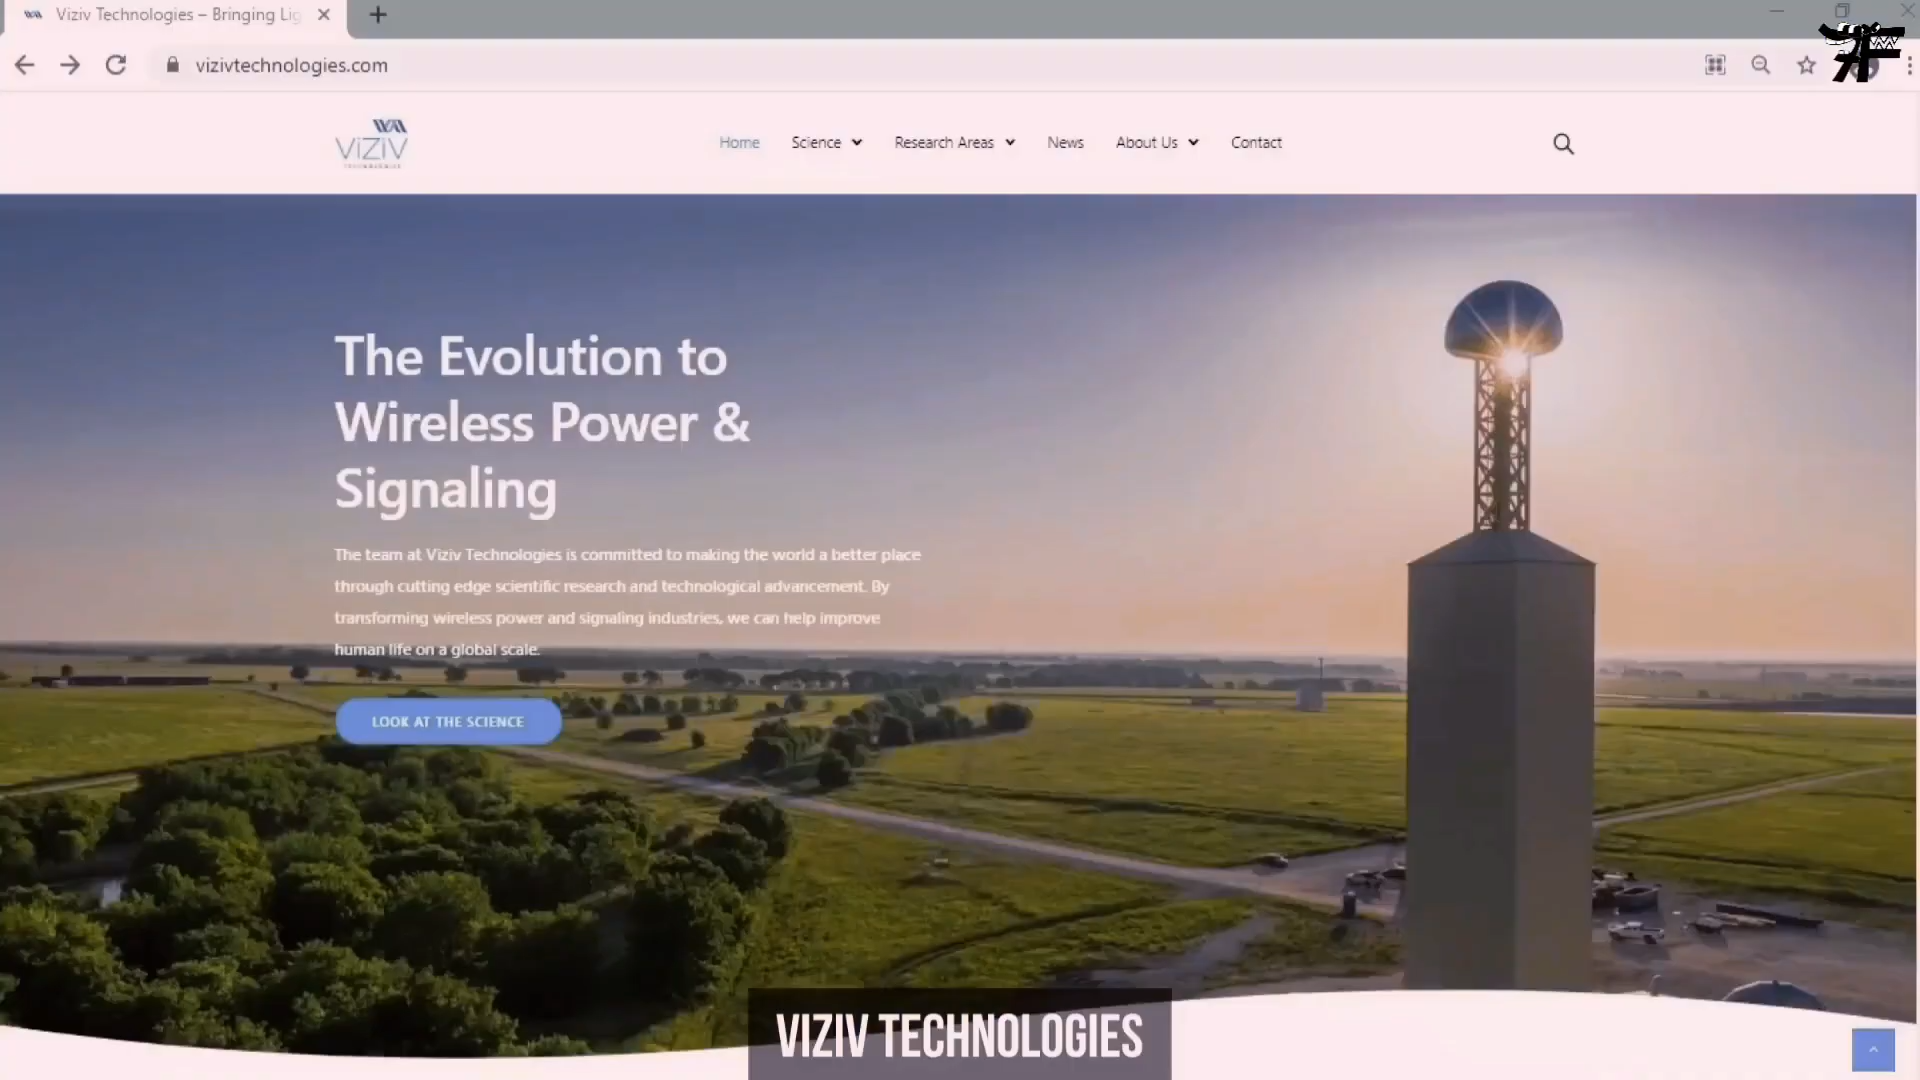 Viziv Technologies – Bringing Lig
vizivtechnologies.com
VIZIV
Home Science Research Areas News About Us Contact
The Evolution to
Wireless Power &
Signaling
The team at Viziv Technologies is committed to making the world a better place
through cutting edge scientific research and technological advancement. By
transforming wireless power and signaling industries, we can help improve
human life on a global scale.
LOOK AT THE SCIENCE
VIZIV TECHNOLOGIES